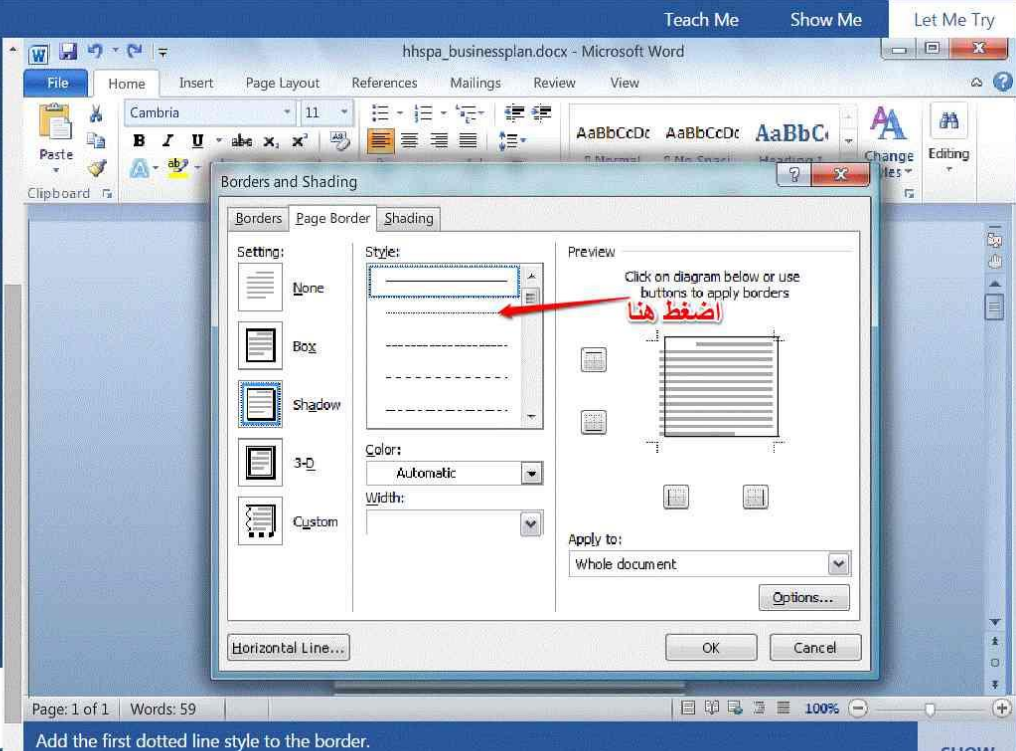 Teach Me Show Me Let Me Try
hhspa_businessplan.docx - Microsoft Word
File Home Insert Page Layout References Mailings Review View
Cambria 11
AaBbCcDc AaBbCcDc AaBbC
Paste B I U abc x₂ x² Change Editing
Clipboard
Borders and Shading
Borders Page Border Shading
Setting: Style: Preview
None
Click on diagram below or use
buttons to apply borders
اضغط هنا
Box
Shadow
Color:
3-D Automatic
Width:
Custom
Apply to:
Whole document
Options...
Horizontal Line... OK Cancel
Page: 1 of 1 Words: 59 100%
Add the first dotted line style to the border.